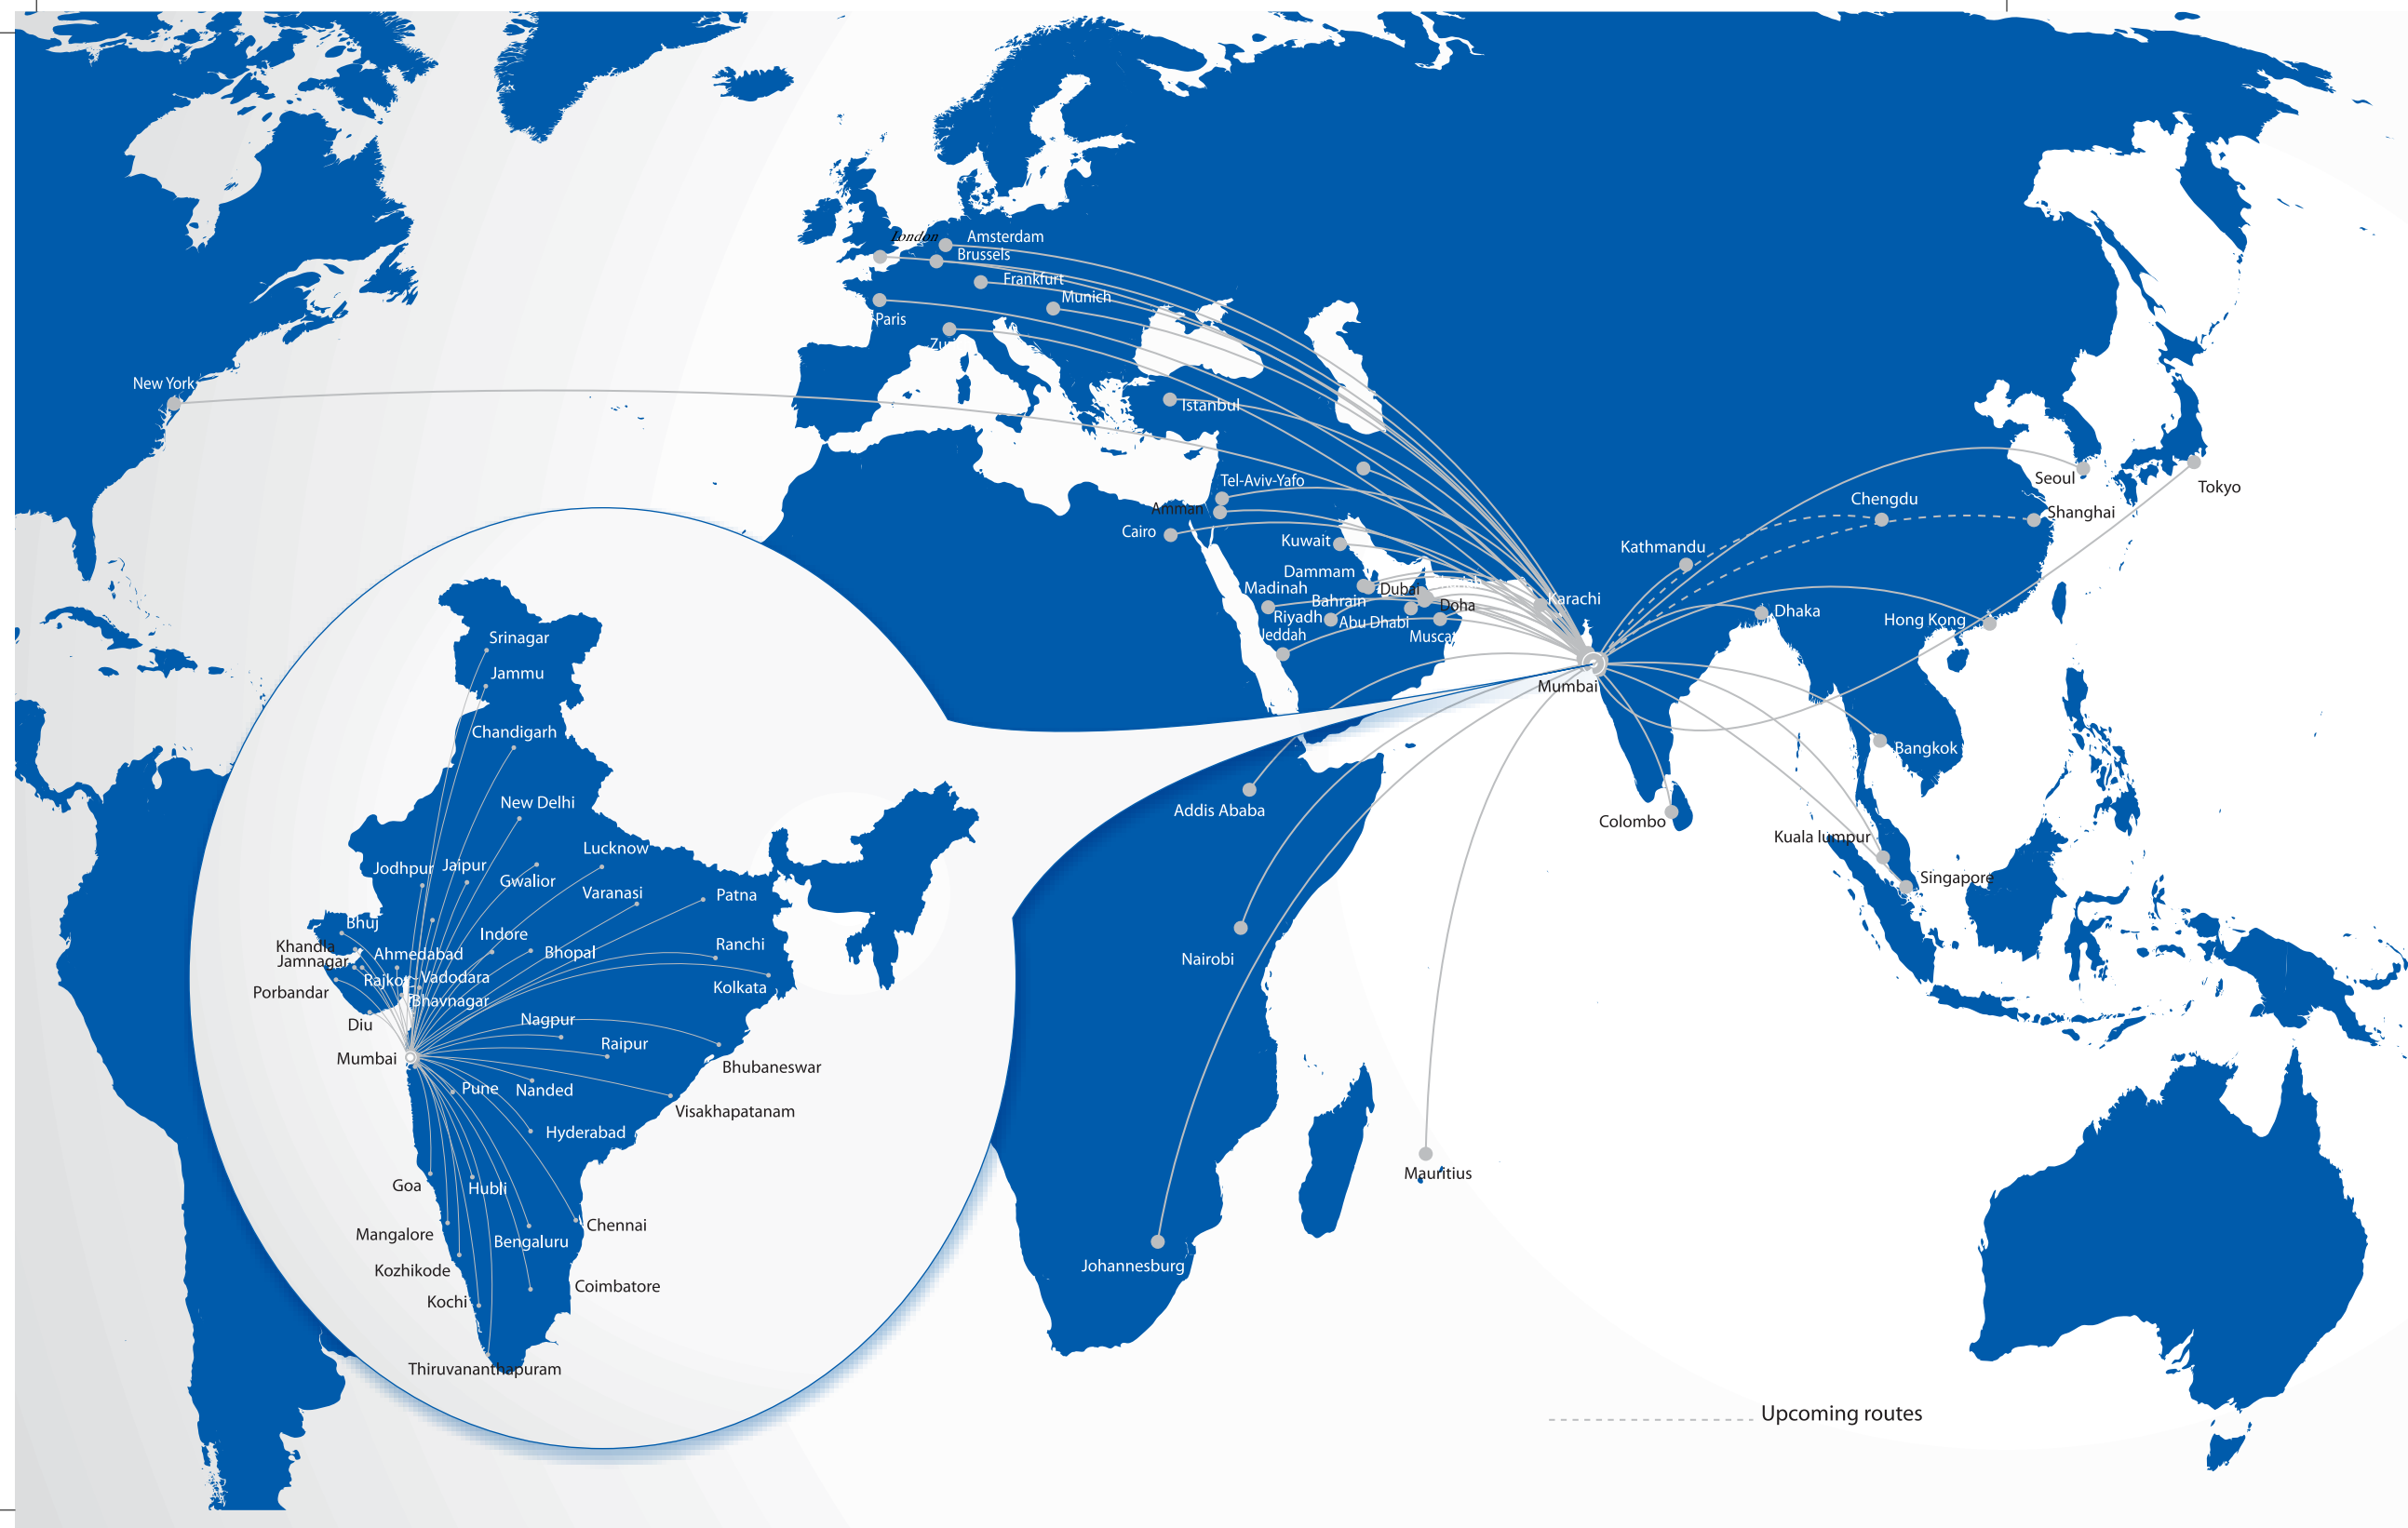 London
Amsterdam
Brussels
Frankfurt
Munich
Paris
New York
Istanbul
Tel-Aviv-Yafo
Amman
Cairo
Kuwait
Dammam
Madinah
Dubai
Bahrain
Doha
Riyadh
Abu Dhabi
Jeddah
Muscat
Karachi
Mumbai
Kathmandu
Seoul
Tokyo
Chengdu
Shanghai
Dhaka
Hong Kong
Bangkok
Colombo
Kuala lumpur
Singapore
Addis Ababa
Nairobi
Mauritius
Johannesburg
Srinagar
Jammu
Chandigarh
New Delhi
Lucknow
Jodhpur
Jaipur
Gwalior
Varanasi
Patna
Bhuj
Indore
Khandla
Ahmedabad
Bhopal
Ranchi
Jamnagar
Rajkot
Vadodara
Kolkata
Porbandar
Bhavnagar
Diu
Nagpur
Mumbai
Raipur
Bhubaneswar
Pune
Nanded
Visakhapatanam
Hyderabad
Goa
Hubli
Chennai
Mangalore
Bengaluru
Kozhikode
Coimbatore
Kochi
Thiruvananthapuram
Upcoming routes